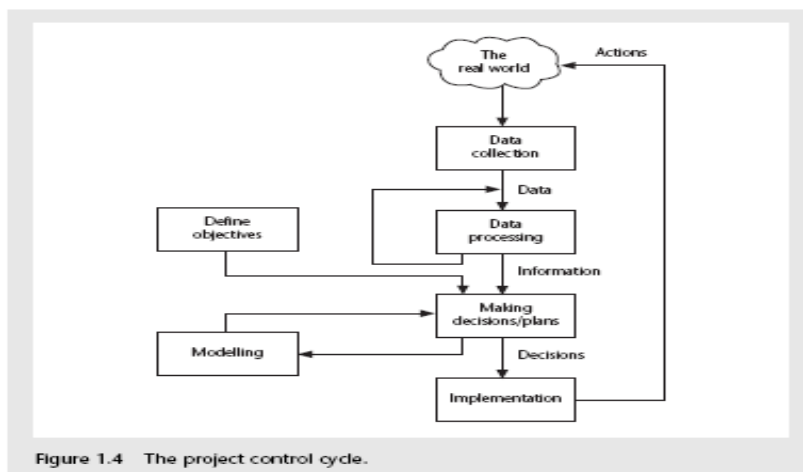 The
real world
Actions
Data
collection
Data
Define
objectives
Data
processing
Information
Making
decisions/plans
Modelling
Decisions
Implementation
Figure 1.4 The project control cycle.